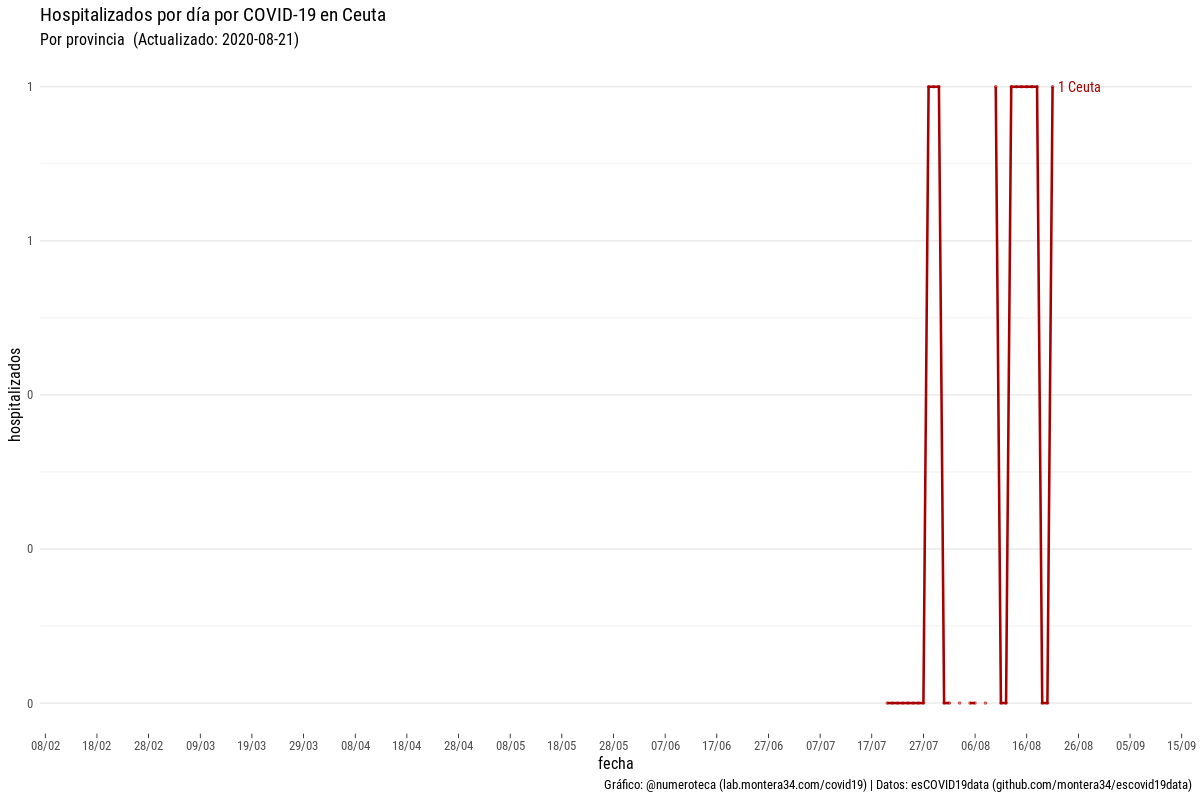 Hospitalizados por día por COVID-19 en Ceuta
Por provincia (Actualizado: 2020-08-21)
1
1 Ceuta
1
hospitalizados
0
0
0
08/02 18/02 28/02 09/03 19/03 29/03 08/04 18/04 28/04 08/05 18/05 28/05 07/06 17/06 27/06 07/07 17/07 27/07 06/08 16/08 26/08 05/09 15/09
fecha
Gráfico: @numeroteca (lab.montera34.com/covid19) | Datos: esCOVID19data (github.com/montera34/escovid19data)